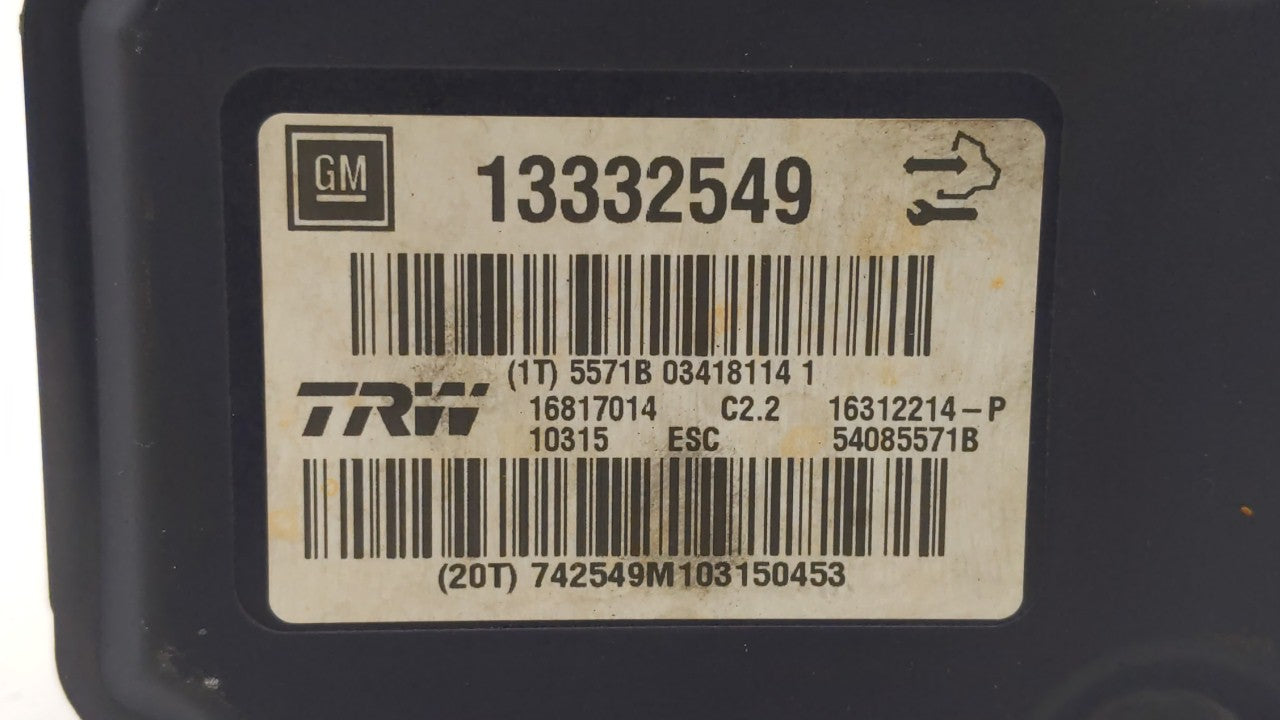 GM 13332549
(1T) 5571B 03418114 1
TRW 16817014 C2.2 16312214-P
10315 ESC 54085571B
(20T) 742549M103150453